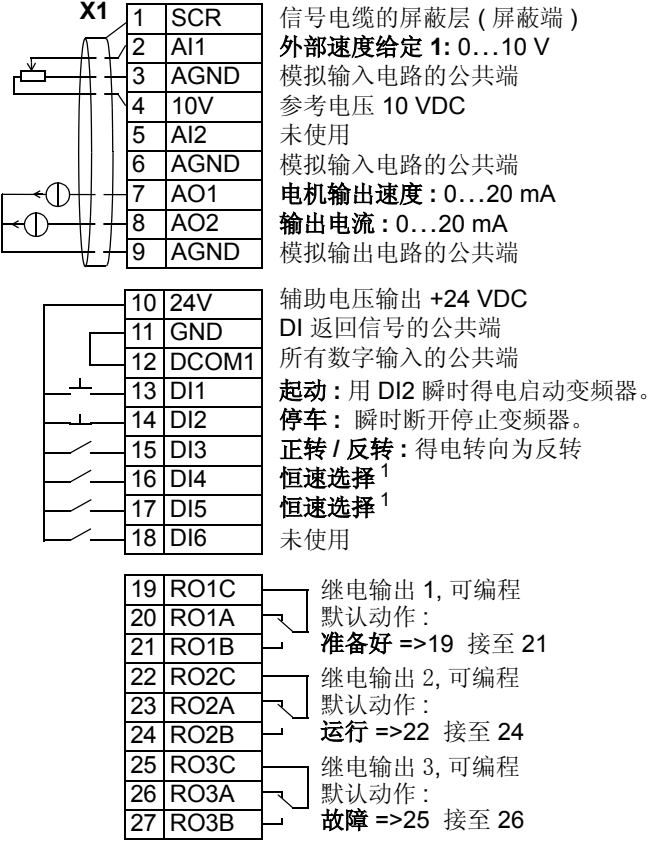 X1
1 SCR 信号电缆的屏蔽层 ( 屏蔽端 )
2 AI1 外部速度给定 1: 0…10 V
3 AGND 模拟输入电路的公共端
4 10V 参考电压 10 VDC
5 AI2 未使用
6 AGND 模拟输入电路的公共端
7 AO1 电机输出速度 : 0…20 mA
8 AO2 输出电流 : 0…20 mA
9 AGND 模拟输出电路的公共端
10 24V 辅助电压输出 +24 VDC
11 GND DI 返回信号的公共端
12 DCOM1 所有数字输入的公共端
13 DI1 起动 : 用 DI2 瞬时得电启动变频器。
14 DI2 停车 : 瞬时断开停止变频器。
15 DI3 正转 / 反转 : 得电转向为反转
16 DI4 恒速选择 1
17 DI5 恒速选择 1
18 DI6 未使用
19 RO1C 继电输出 1, 可编程
20 RO1A 默认动作 :
21 RO1B 准备好 =>19 接至 21
22 RO2C 继电输出 2, 可编程
23 RO2A 默认动作 :
24 RO2B 运行 =>22 接至 24
25 RO3C 继电输出 3, 可编程
26 RO3A 默认动作 :
27 RO3B 故障 =>25 接至 26